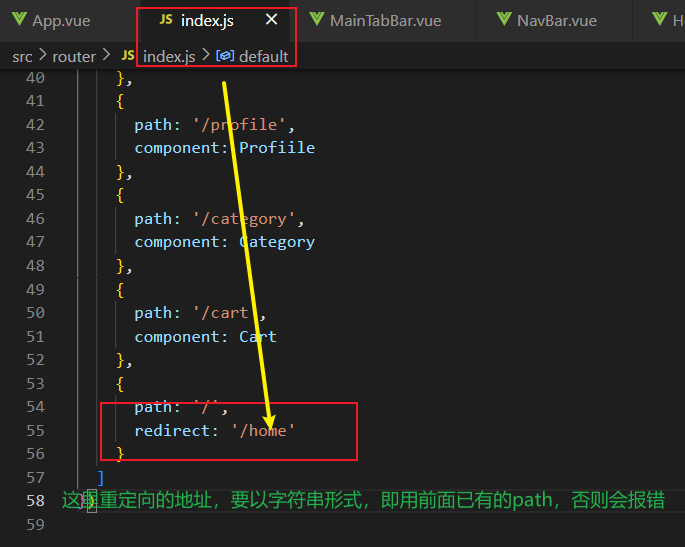 App.vue JS index.js × MainTabBar.vue NavBar.vue H
src > router > JS index.js > default
40 },
41 {
42 path: '/profile',
43 component: Profiile
44 },
45 {
46 path: '/category',
47 component: Category
48 },
49 {
50 path: '/cart',
51 component: Cart
52 },
53 {
54 path: '/',
55 redirect: '/home'
56 }
57 ]
58 })
这里重定向的地址，要以字符串形式，即用前面已有的path，否则会报错
59